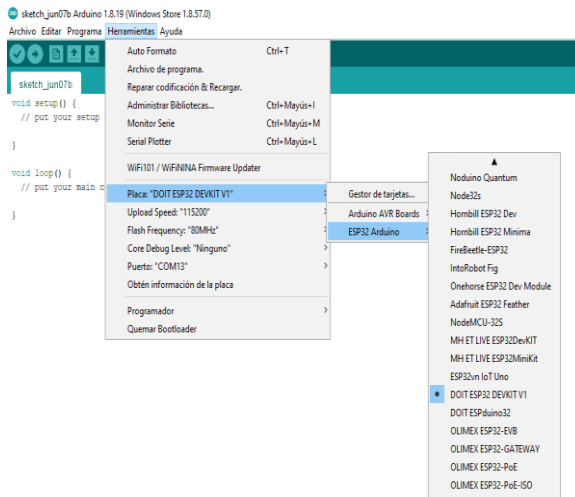 sketch_jun07b Arduino 1.8.19 (Windows Store 1.8.57.0)
Archivo Editar Programa Herramientas Ayuda
sketch_jun07b
void setup() {
// put your setup
}
void loop() {
// put your main c
}
Auto Formato Ctrl+T
Archivo de programa.
Reparar codificación & Recargar.
Administrar Bibliotecas... Ctrl+Mayús+I
Monitor Serie Ctrl+Mayús+M
Serial Plotter Ctrl+Mayús+L
WiFi101 / WiFiNINA Firmware Updater
Placa: "DOIT ESP32 DEVKIT V1"
Upload Speed: "115200"
Flash Frequency: "80MHz"
Core Debug Level: "Ninguno"
Puerto: "COM13"
Obtén información de la placa
Programador
Quemar Bootloader
Gestor de tarjetas...
Arduino AVR Boards
ESP32 Arduino
Noduino Quantum
Node32s
Hornbill ESP32 Dev
Hornbill ESP32 Minima
FireBeetle-ESP32
IntoRobot Fig
Onehorse ESP32 Dev Module
Adafruit ESP32 Feather
NodeMCU-32S
MH ET LIVE ESP32DevKIT
MH ET LIVE ESP32MiniKit
ESP32vn IoT Uno
DOIT ESP32 DEVKIT V1
DOIT ESPduino32
OLIMEX ESP32-EVB
OLIMEX ESP32-GATEWAY
OLIMEX ESP32-PoE
OLIMEX ESP32-PoE-ISO